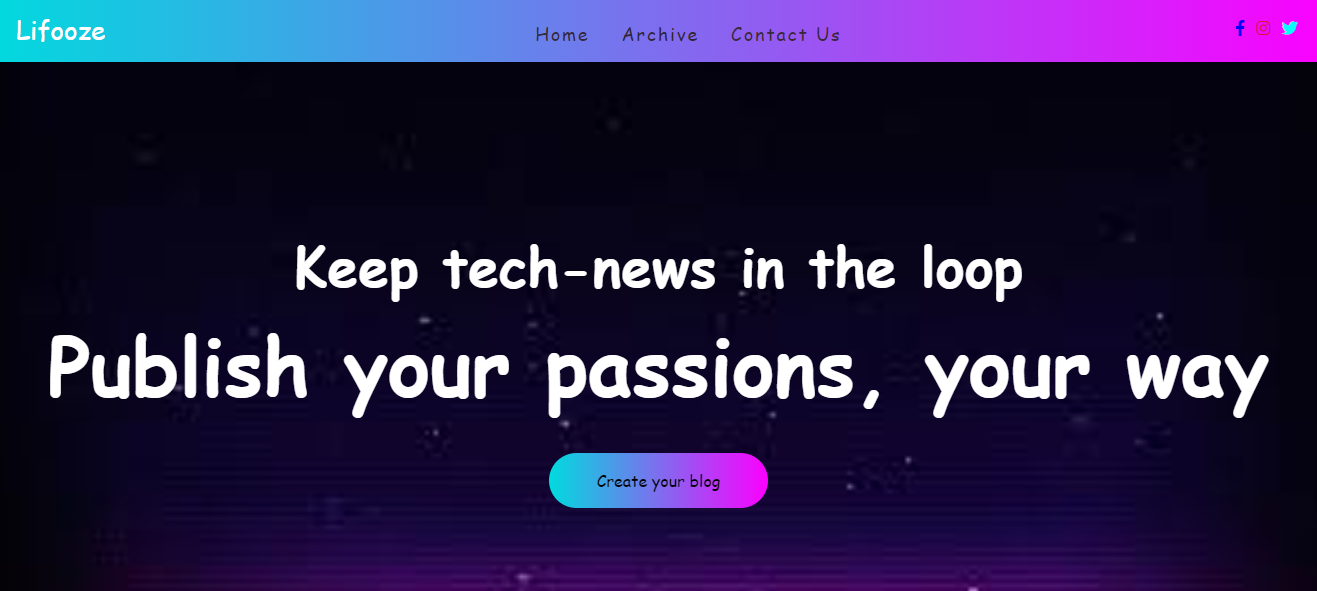 Lifooze
Home Archive Contact Us
Keep tech-news in the loop
Publish your passions, your way
Create your blog